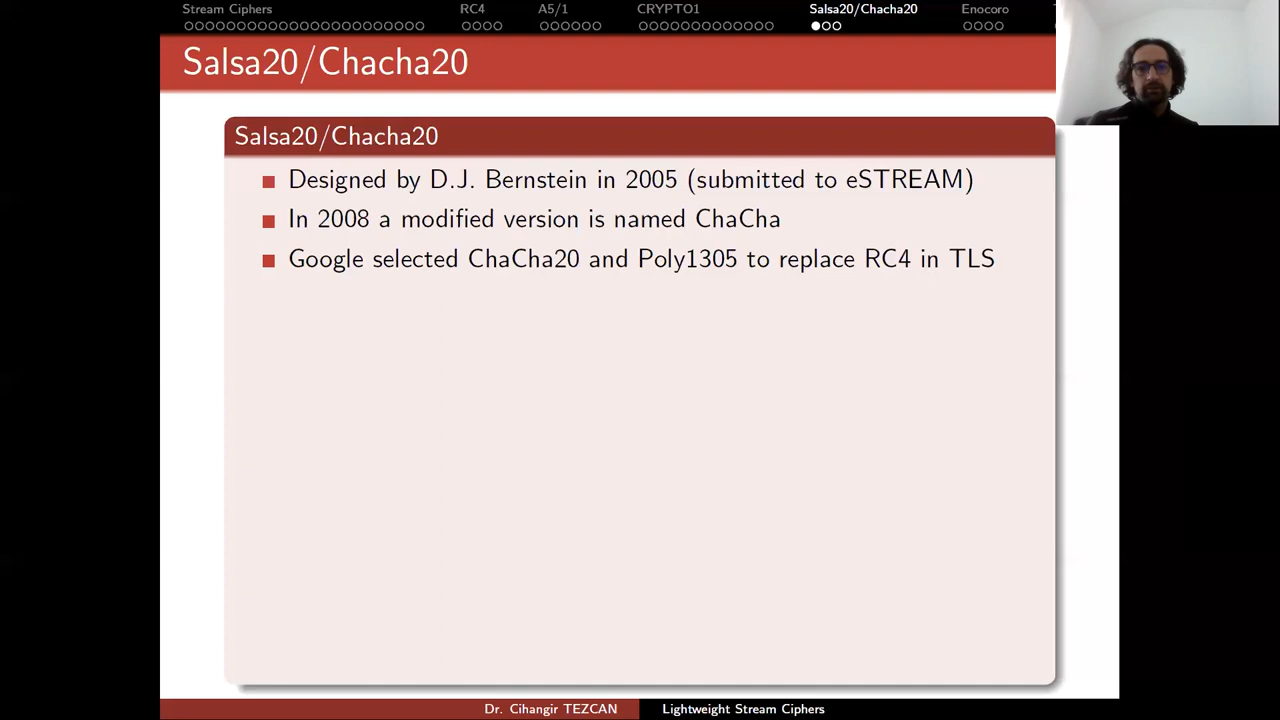 Stream Ciphers RC4 A5/1 CRYPTO1 Salsa20/Chacha20 Enocoro
Salsa20/Chacha20
Salsa20/Chacha20
Designed by D.J. Bernstein in 2005 (submitted to eSTREAM)
In 2008 a modified version is named ChaCha
Google selected ChaCha20 and Poly1305 to replace RC4 in TLS
Dr. Cihangir TEZCAN Lightweight Stream Ciphers